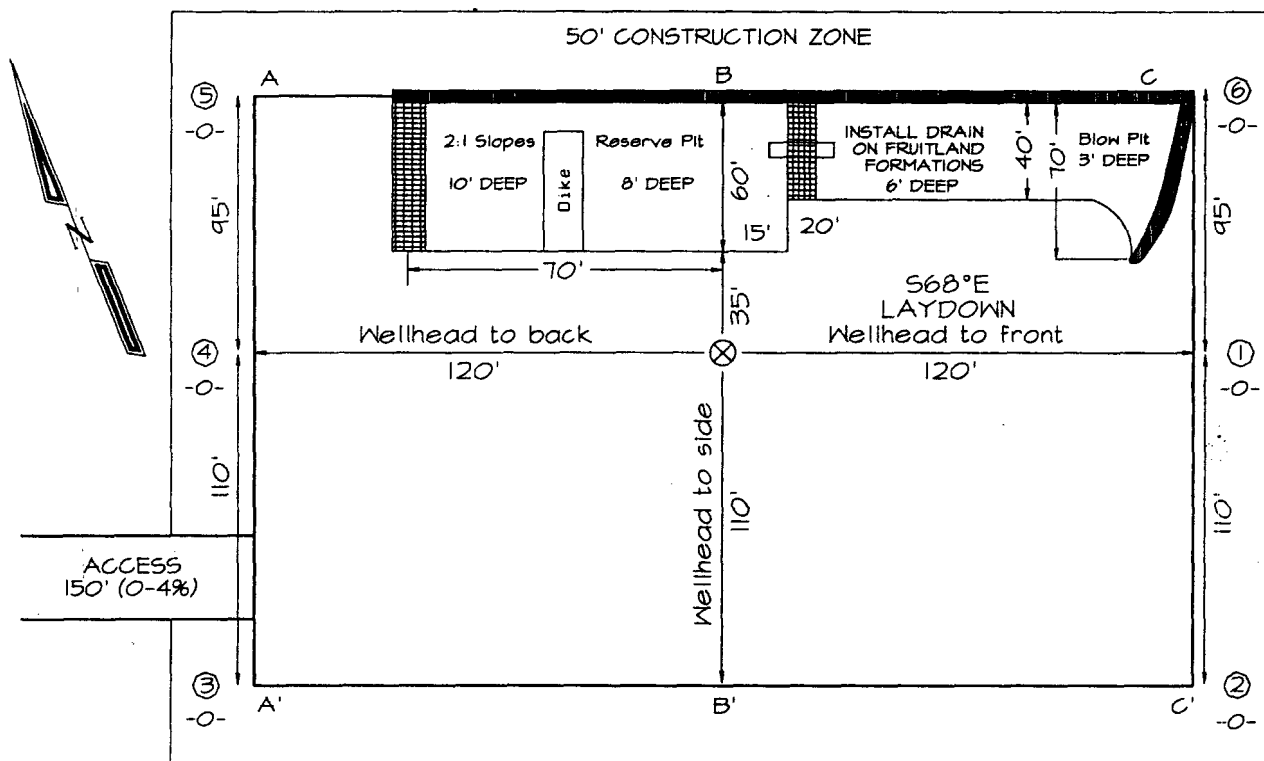 50' CONSTRUCTION ZONE
A
B
C
5
-0-
6
-0-
2:1 Slopes
10' DEEP
Dike
Reserve Pit
8' DEEP
60'
15'
20'
INSTALL DRAIN
ON FRUITLAND
FORMATIONS
6' DEEP
40'
70'
Blow Pit
3' DEEP
95'
95'
70'
35'
S68°E
LAYDOWN
Wellhead to back
Wellhead to front
4
-0-
120'
120'
1
-0-
110'
Wellhead to side
110'
110'
ACCESS
150' (0-4%)
3
-0-
2
-0-
A'
B'
C'
N